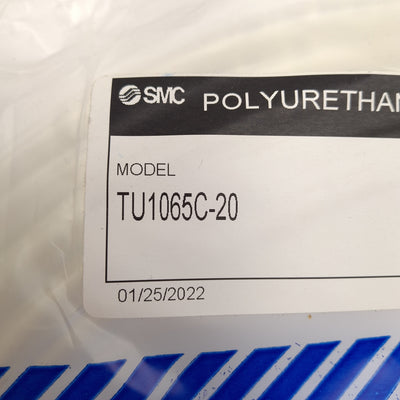 SMC POLYURETHAN
MODEL
TU1065C-20
01/25/2022